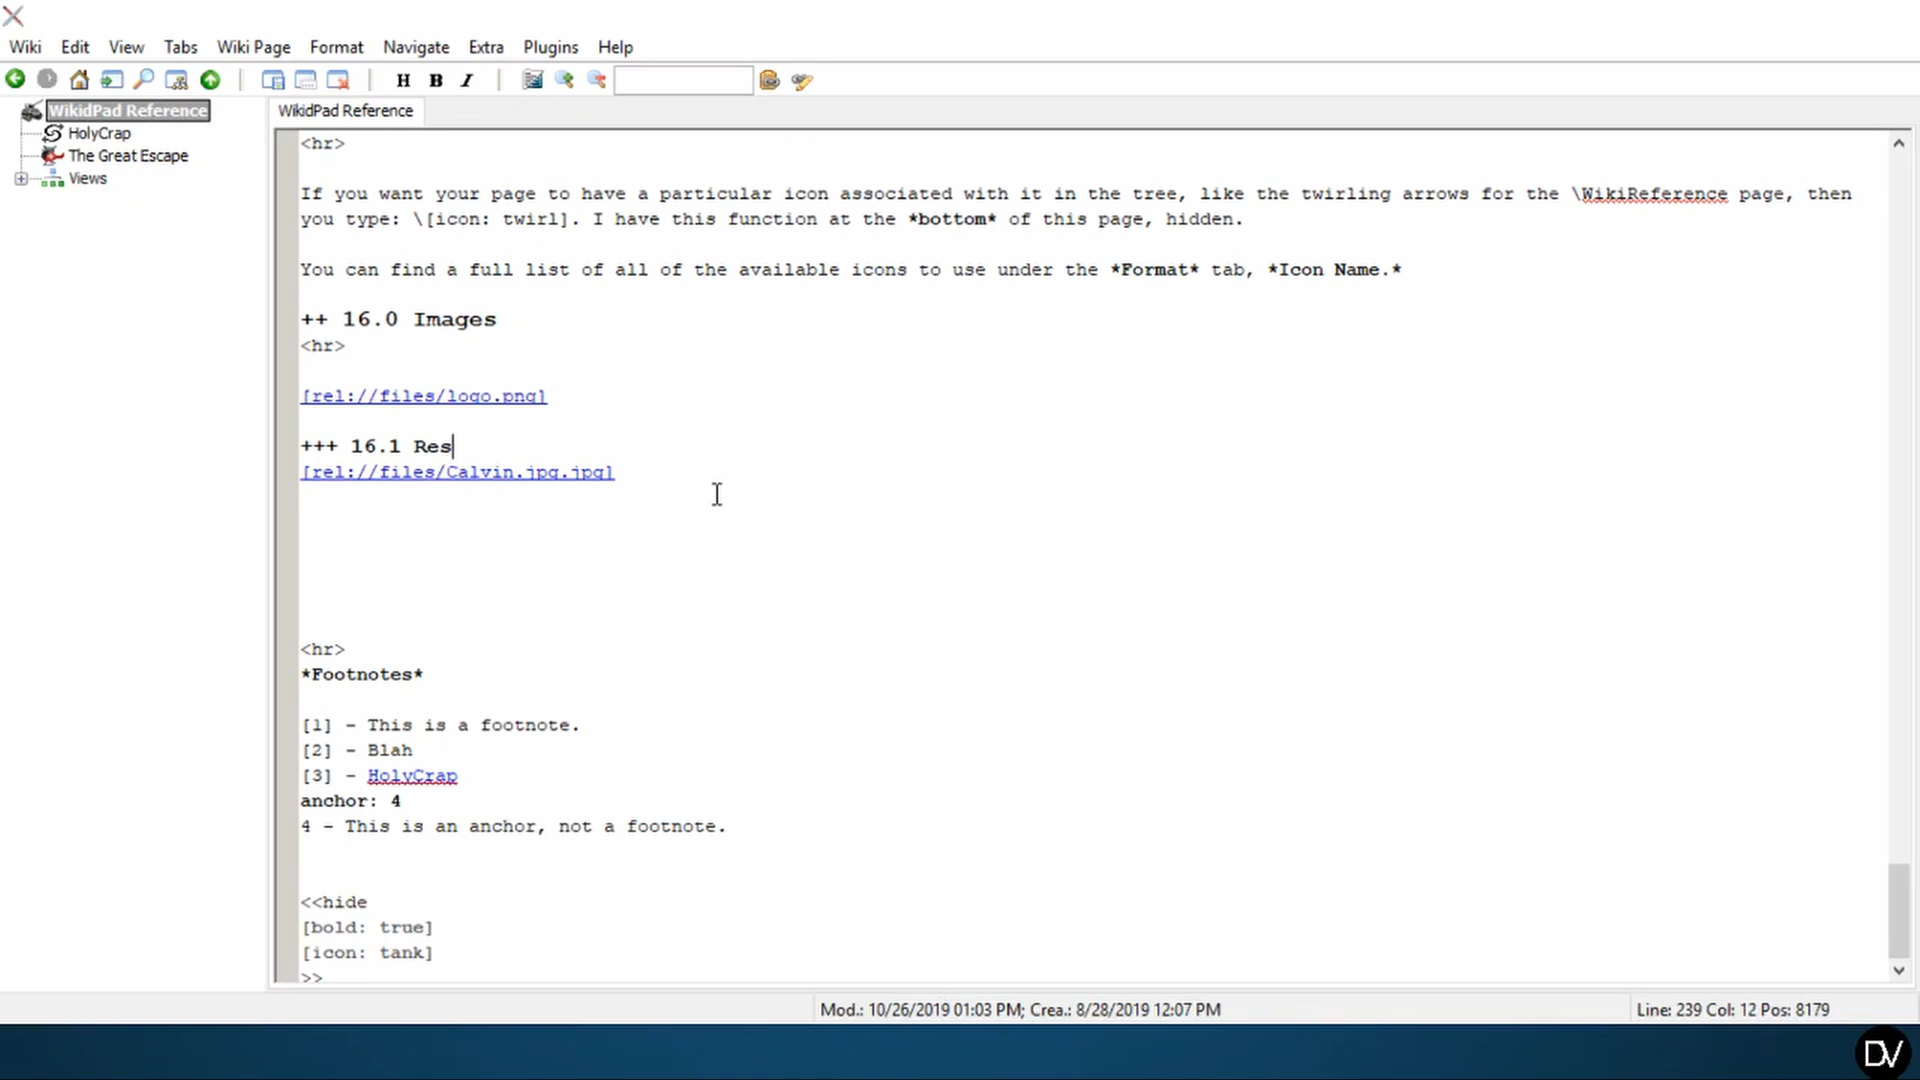 Wiki Edit View Tabs Wiki Page Format Navigate Extra Plugins Help
H B I
WikidPad Reference
HolyCrap
The Great Escape
Views
WikidPad Reference
<hr>
If you want your page to have a particular icon associated with it in the tree, like the twirling arrows for the \WikiReference page, then
you type: \[icon: twirl]. I have this function at the *bottom* of this page, hidden.
You can find a full list of all of the available icons to use under the *Format* tab, *Icon Name.*
++ 16.0 Images
<hr>
[rel://files/logo.png]
+++ 16.1 Res
[rel://files/Calvin.jpg.jpg]
<hr>
*Footnotes*
[1] - This is a footnote.
[2] - Blah
[3] - HolyCrap
anchor: 4
4 - This is an anchor, not a footnote.
<<hide
[bold: true]
[icon: tank]
>>
Mod.: 10/26/2019 01:03 PM; Crea.: 8/28/2019 12:07 PM
Line: 239 Col: 12 Pos: 8179
DV